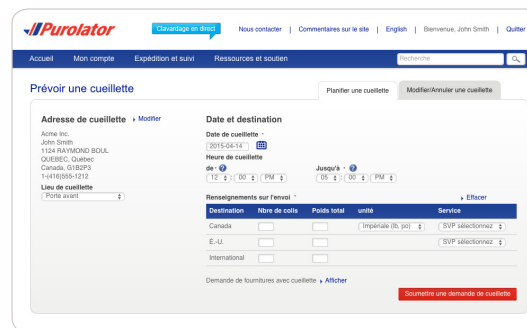 Purolator
Clavardage en direct
Nous contacter | Commentaires sur le site | English | Bienvenue, John Smith | Quitter
Accueil Mon compte Expédition et suivi Ressources et soutien Recherche
Prévoir une cueillette
Planifier une cueillette Modifier/Annuler une cueillette
Adresse de cueillette Modifier
Acme Inc.
John Smith
1124 RAYMOND BOUL
QUEBEC, Québec
Canada, G1B2P3
1-(416)555-1212
Lieu de cueillette
Porte avant
Date et destination
Date de cueillette *
2015-04-14
Heure de cueillette
de * ? Jusqu'à * ?
12 : 00 PM 05 : 00 PM
Renseignements sur l'envoi * Effacer
Destination Nbre de colis Poids total unité Service
Canada Impériale (lb, po) SVP sélectionnez
É.-U. SVP sélectionnez
International
Demande de fournitures avec cueillette Afficher
Soumettre une demande de cueillette